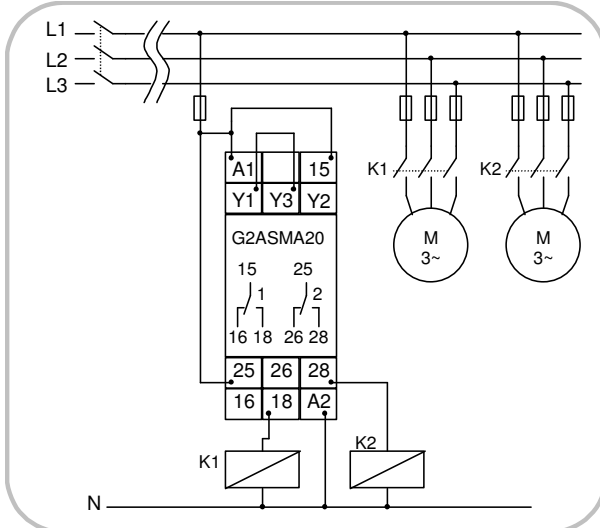 L1
L2
L3
A1 15
Y1 Y3 Y2
K1 K2
G2ASMA20
M 3~
M 3~
15 25
1 2
16 18 26 28
25 26 28
16 18 A2
K1 K2
N